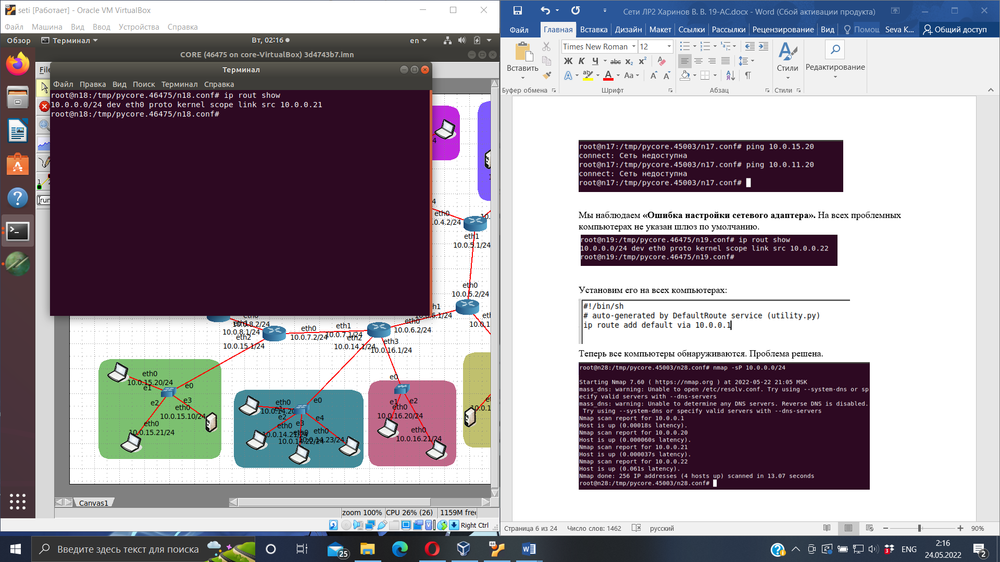 seti [Работает] - Oracle VM VirtualBox
Файл Машина Вид Ввод Устройства Справка
Обзор Терминал Вт, 02:16 en
CORE (46475 on core-VirtualBox) 3d4743b7.imn
File
Терминал
Файл Правка Вид Поиск Терминал Справка
root@n18:/tmp/pycore.46475/n18.conf# ip rout show
10.0.0.0/24 dev eth0 proto kernel scope link src 10.0.0.21
root@n18:/tmp/pycore.46475/n18.conf#
eth0
0.4.2/24
eth1
10.0.5.1/24
eth0
10.0.5.2/24
eth0
10.0.6.2/24
10.0.8.2/24
10.0.8.1/24
eth2
10.0.15.1/24
eth0
10.0.7.2/24
eth1
10.0.7.1/24
eth2
10.0.14.1/24
eth3
10.0.16.1/24
eth0
10.0.15.20/24
e1
e0
e2
e3
eth0
10.0.15.10/24
eth0
10.0.15.21/24
eth0
e0
e2
e4
eth0
e3
eth0
10.0.14.21/24
10.0.14.22/24
10.0.14.23/24
e0
e1
e2
eth0
10.0.16.20/24
eth0
10.0.16.21/24
Canvas1
zoom 100% CPU 26% (26) 1159M free
Right Ctrl
Сети ЛР2 Харинов В. В. 19-АС.docx - Word (Сбой активации продукта)
Файл Главная Вставка Дизайн Макет Ссылки Рассылки Рецензирование Вид Помощ Seva K... Общий доступ
Times New Roman 12
Вставить
Ж К Ч abc x₂ x²
Aa
Стили
Редактирование
Буфер обмена Шрифт Абзац Стили
root@n17:/tmp/pycore.45003/n17.conf# ping 10.0.15.20
connect: Сеть недоступна
root@n17:/tmp/pycore.45003/n17.conf# ping 10.0.11.20
connect: Сеть недоступна
root@n17:/tmp/pycore.45003/n17.conf#
Мы наблюдаем «Ошибка настройки сетевого адаптера». На всех проблемных
компьютерах не указан шлюз по умолчанию.
root@n19:/tmp/pycore.46475/n19.conf# ip rout show
10.0.0.0/24 dev eth0 proto kernel scope link src 10.0.0.22
root@n19:/tmp/pycore.46475/n19.conf#
Установим его на всех компьютерах:
#!/bin/sh
# auto-generated by DefaultRoute service (utility.py)
ip route add default via 10.0.0.1
Теперь все компьютеры обнаруживаются. Проблема решена.
root@n28:/tmp/pycore.45003/n28.conf# nmap -sP 10.0.0.0/24
Starting Nmap 7.60 ( https://nmap.org ) at 2022-05-22 21:05 MSK
mass_dns: warning: Unable to open /etc/resolv.conf. Try using --system-dns or sp
ecify valid servers with --dns-servers
mass_dns: warning: Unable to determine any DNS servers. Reverse DNS is disabled.
Try using --system-dns or specify valid servers with --dns-servers
Nmap scan report for 10.0.0.1
Host is up (0.00018s latency).
Nmap scan report for 10.0.0.20
Host is up (0.000060s latency).
Nmap scan report for 10.0.0.21
Host is up (0.000037s latency).
Nmap scan report for 10.0.0.22
Host is up (0.061s latency).
Nmap done: 256 IP addresses (4 hosts up) scanned in 13.07 seconds
root@n28:/tmp/pycore.45003/n28.conf#
Страница 6 из 24 Число слов: 1462 русский 90%
Введите здесь текст для поиска
25
ENG
2:16
24.05.2022
2